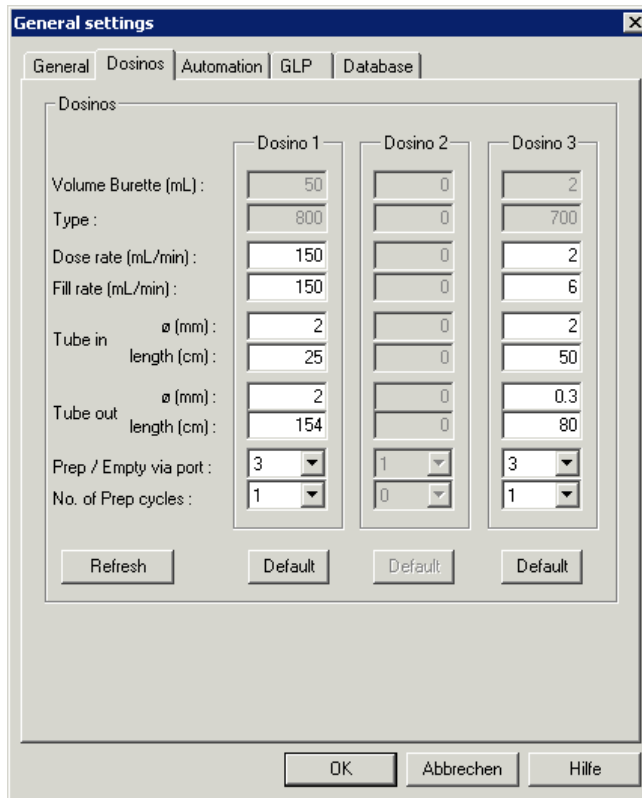 General settings
General Dosinos Automation GLP Database
Dosinos
Dosino 1 Dosino 2 Dosino 3
Volume Burette (mL) : 50 0 2
Type : 800 0 700
Dose rate (mL/min) : 150 0 2
Fill rate (mL/min) : 150 0 6
Tube in
ø (mm) : 2 0 2
length (cm) : 25 0 50
Tube out
ø (mm) : 2 0 0.3
length (cm) : 154 0 80
Prep / Empty via port : 3 1 3
No. of Prep cycles : 1 0 1
Refresh Default Default Default
OK Abbrechen Hilfe